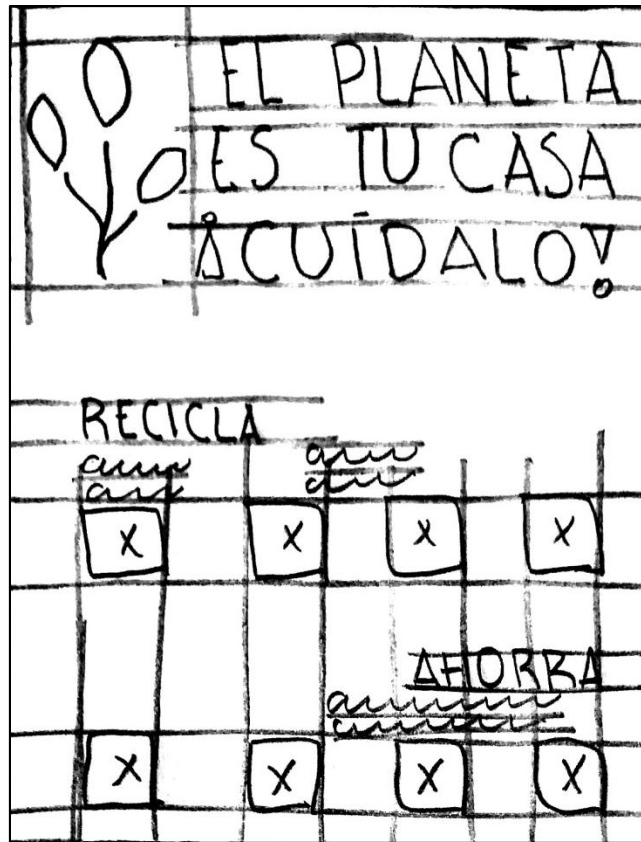 EL PLANETA
ES TU CASA
¡CUÍDALO!
RECICLA
X X X X
AHORRA
X X X X